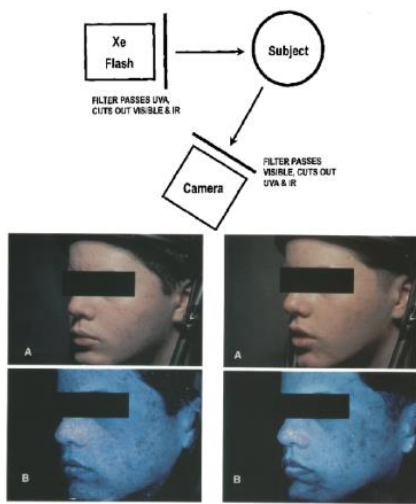 Xe
Flash
Subject
FILTER PASSES UVA,
CUTS OUT VISIBLE & IR
FILTER PASSES
VISIBLE, CUTS OUT
UVA & IR
Camera
A
A
B
B